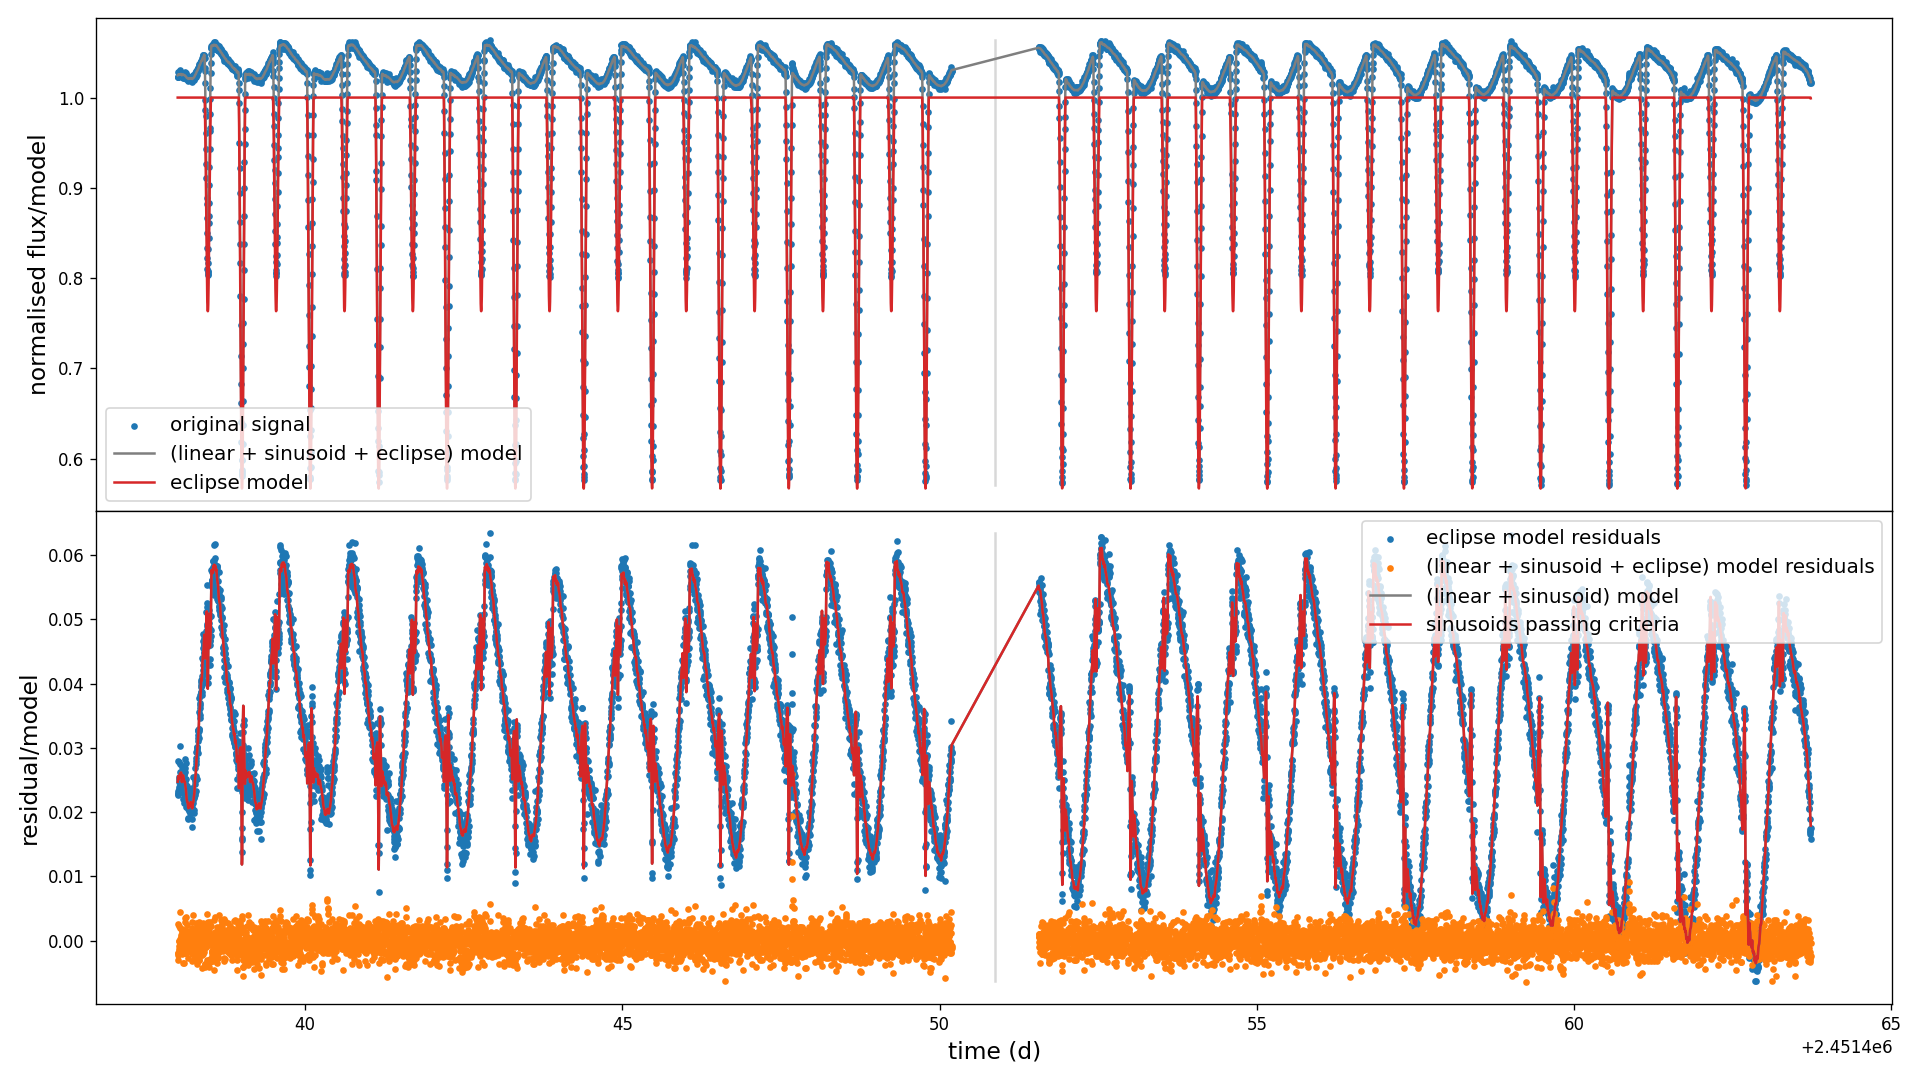 normalised flux/model
1.0
0.9
0.8
0.7
0.6
original signal
(linear + sinusoid + eclipse) model
eclipse model
residual/model
0.06
0.05
0.04
0.03
0.02
0.01
0.00
eclipse model residuals
(linear + sinusoid + eclipse) model residuals
(linear + sinusoid) model
sinusoids passing criteria
40
45
50
55
60
65
time (d)
+2.4514e6